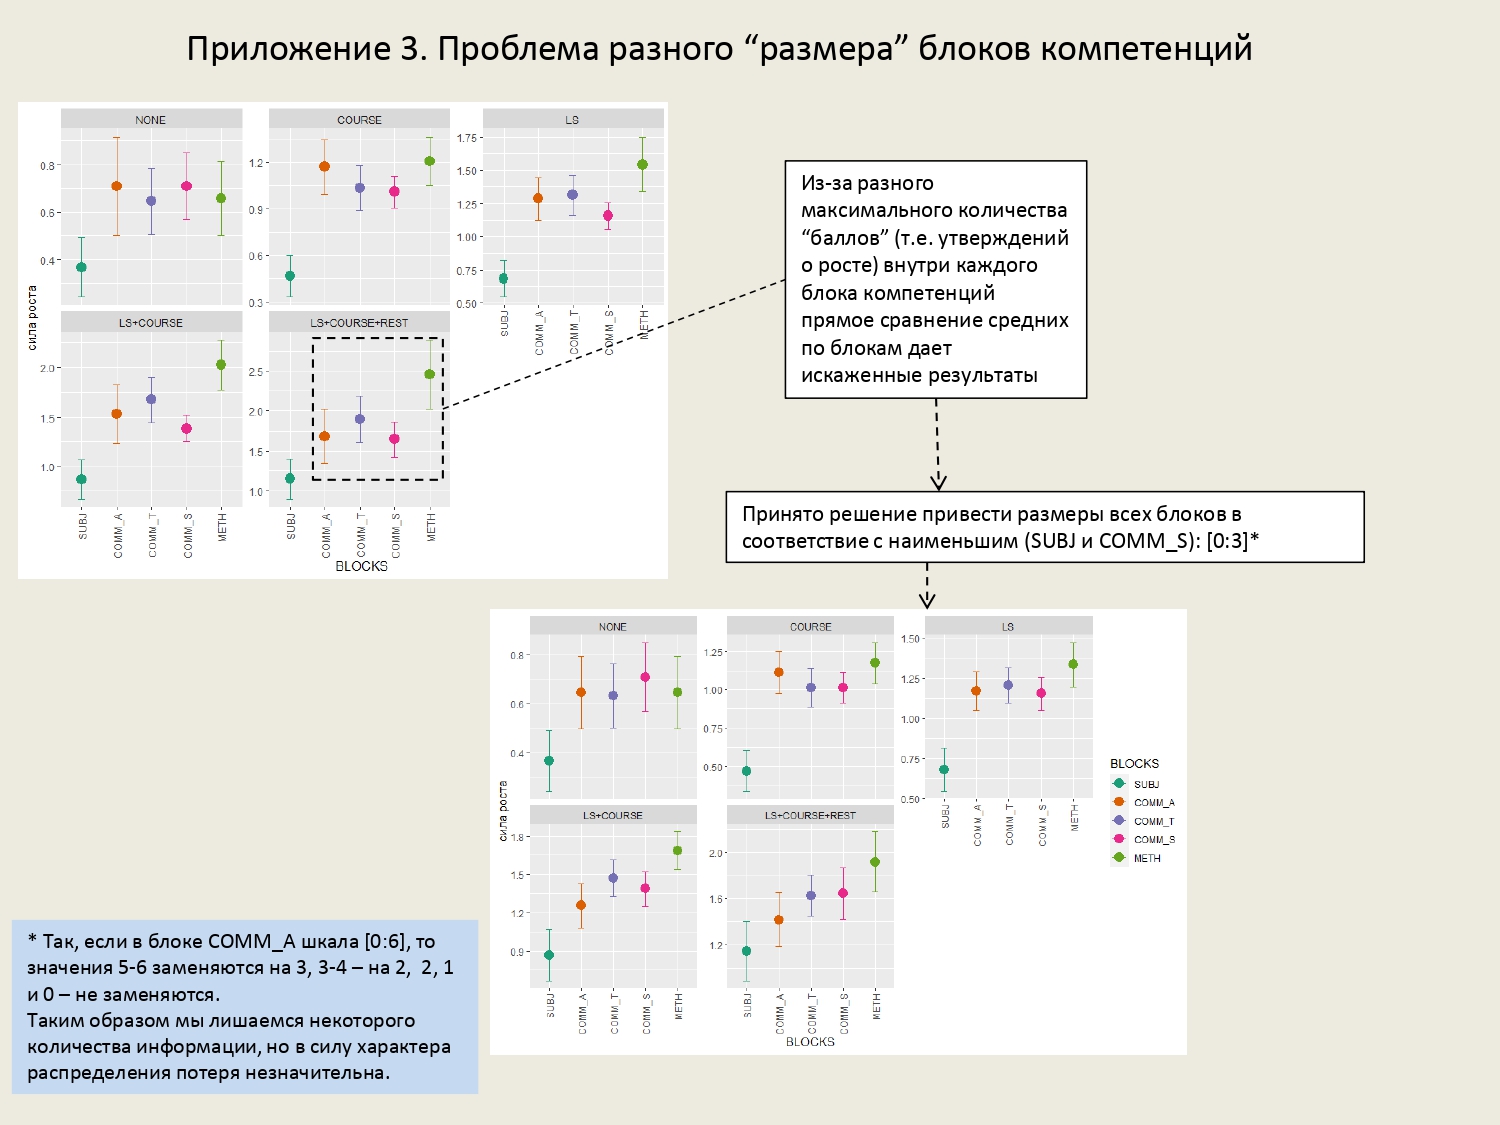 Приложение 3. Проблема разного “размера” блоков компетенций
NONE
COURSE
LS
0.8
0.6
0.4
1.2
0.9
0.6
0.3
1.75
1.50
1.25
1.00
0.75
0.50
SUBJ
COMM_A
COMM_T
COMM_S
METH
сила роста
LS+COURSE
LS+COURSE+REST
2.0
1.5
1.0
2.5
2.0
1.5
1.0
SUBJ
COMM_A
COMM_T
COMM_S
METH
SUBJ
COMM_A
COMM_T
COMM_S
METH
BLOCKS
Из-за разного
максимального количества
“баллов” (т.е. утверждений
о росте) внутри каждого
блока компетенций
прямое сравнение средних
по блокам дает
искаженные результаты
Принято решение привести размеры всех блоков в
соответствие с наименьшим (SUBJ и COMM_S): [0:3]*
NONE
COURSE
LS
0.8
0.6
0.4
1.25
1.00
0.75
0.50
1.50
1.25
1.00
0.75
0.50
SUBJ
COMM_A
COMM_T
COMM_S
METH
сила роста
LS+COURSE
LS+COURSE+REST
1.8
1.5
1.2
0.9
2.0
1.6
1.2
SUBJ
COMM_A
COMM_T
COMM_S
METH
SUBJ
COMM_A
COMM_T
COMM_S
METH
BLOCKS
BLOCKS
SUBJ
COMM_A
COMM_T
COMM_S
METH
* Так, если в блоке COMM_A шкала [0:6], то
значения 5-6 заменяются на 3, 3-4 – на 2, 2, 1
и 0 – не заменяются.
Таким образом мы лишаемся некоторого
количества информации, но в силу характера
распределения потеря незначительна.